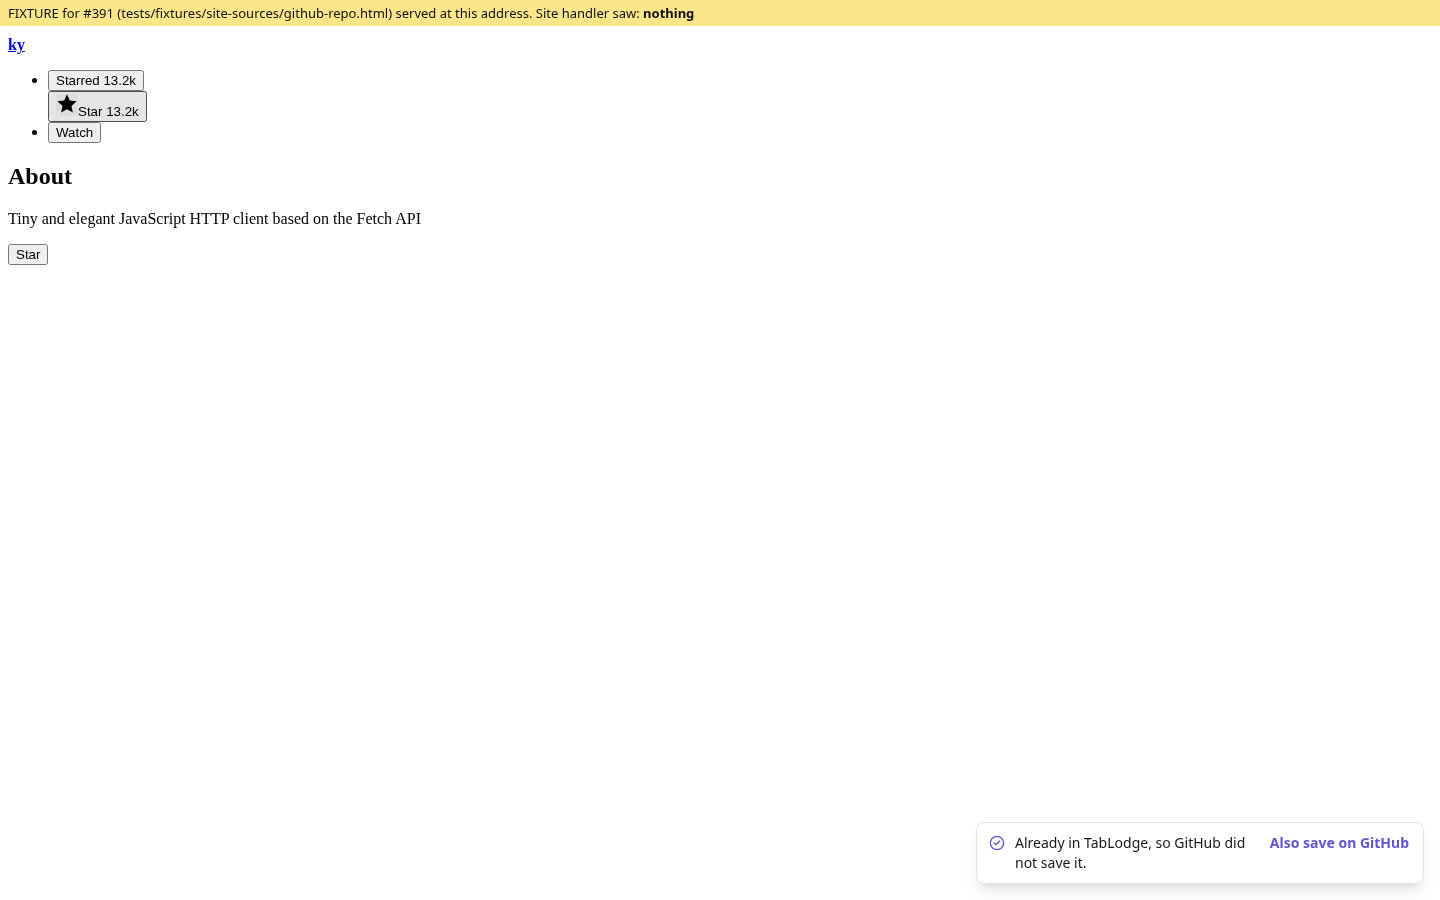 FIXTURE for #391 (tests/fixtures/site-sources/github-repo.html) served at this address. Site handler saw: nothing
ky
Starred 13.2k
Star 13.2k
Watch
About
Tiny and elegant JavaScript HTTP client based on the Fetch API
Star
Already in TabLodge, so GitHub did
not save it.
Also save on GitHub